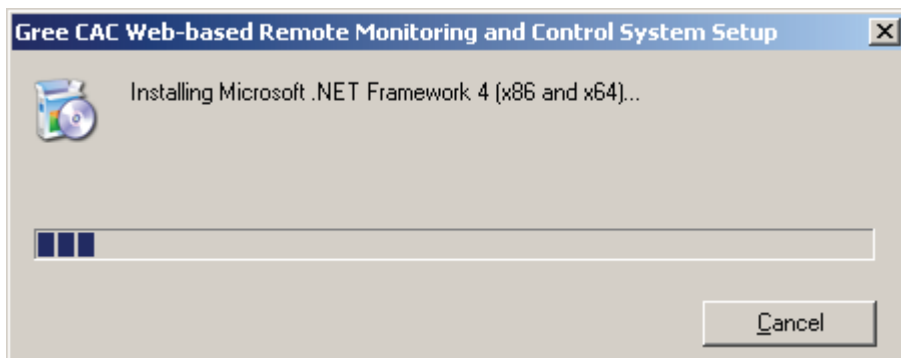 Gree CAC Web-based Remote Monitoring and Control System Setup
Installing Microsoft .NET Framework 4 (x86 and x64)...
Cancel